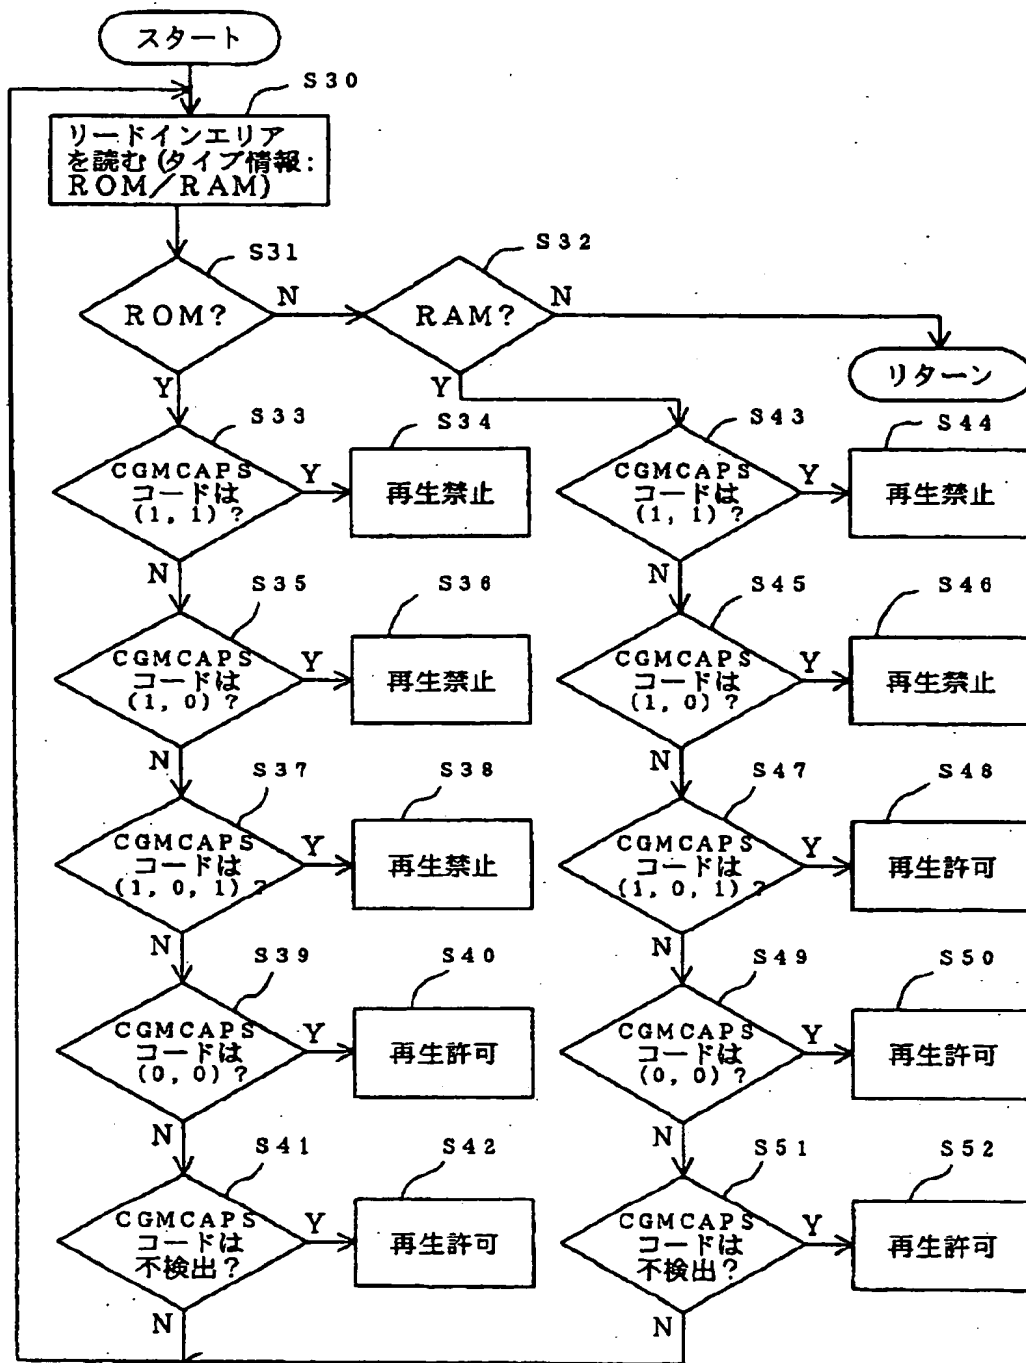 スタート
S30
リードインエリア
を読む(タイプ情報:
ROM/RAM)
S31
S32
ROM?
N
RAM?
N
Y
Y
リターン
S33
S34
S43
S44
CGMCAPS
コードは
(1,1)?
Y
再生禁止
CGMCAPS
コードは
(1,1)?
Y
再生禁止
N
N
S35
S36
S45
S46
CGMCAPS
コードは
(1,0)?
Y
再生禁止
CGMCAPS
コードは
(1,0)?
Y
再生禁止
N
N
S37
S38
S47
S48
CGMCAPS
コードは
(1,0,1)?
Y
再生禁止
CGMCAPS
コードは
(1,0,1)?
Y
再生許可
N
N
S39
S40
S49
S50
CGMCAPS
コードは
(0,0)?
Y
再生許可
CGMCAPS
コードは
(0,0)?
Y
再生許可
N
N
S41
S42
S51
S52
CGMCAPS
コードは
不検出?
Y
再生許可
CGMCAPS
コードは
不検出?
Y
再生許可
N
N